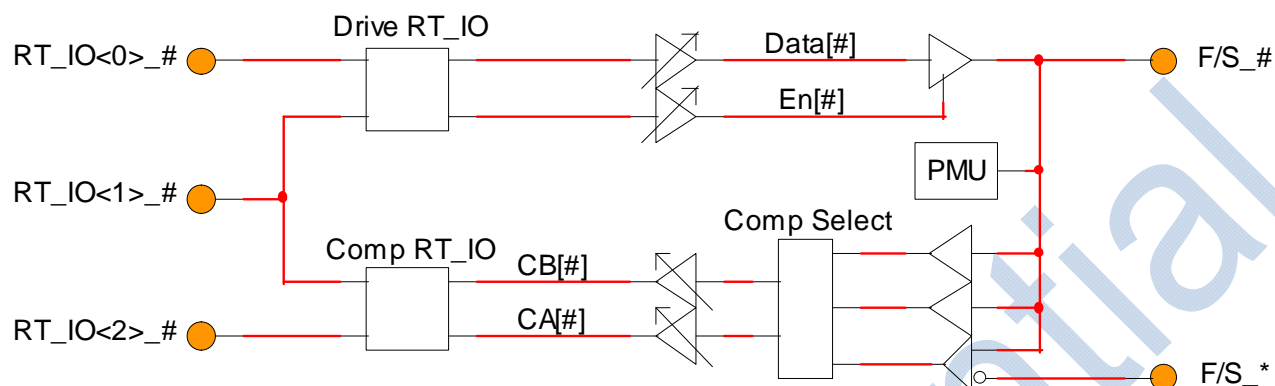 Drive RT_IO
RT_IO<0>_#
Data[#]
F/S_#
En[#]
PMU
RT_IO<1>_#
Comp Select
Comp RT_IO
CB[#]
CA[#]
RT_IO<2>_#
F/S_*